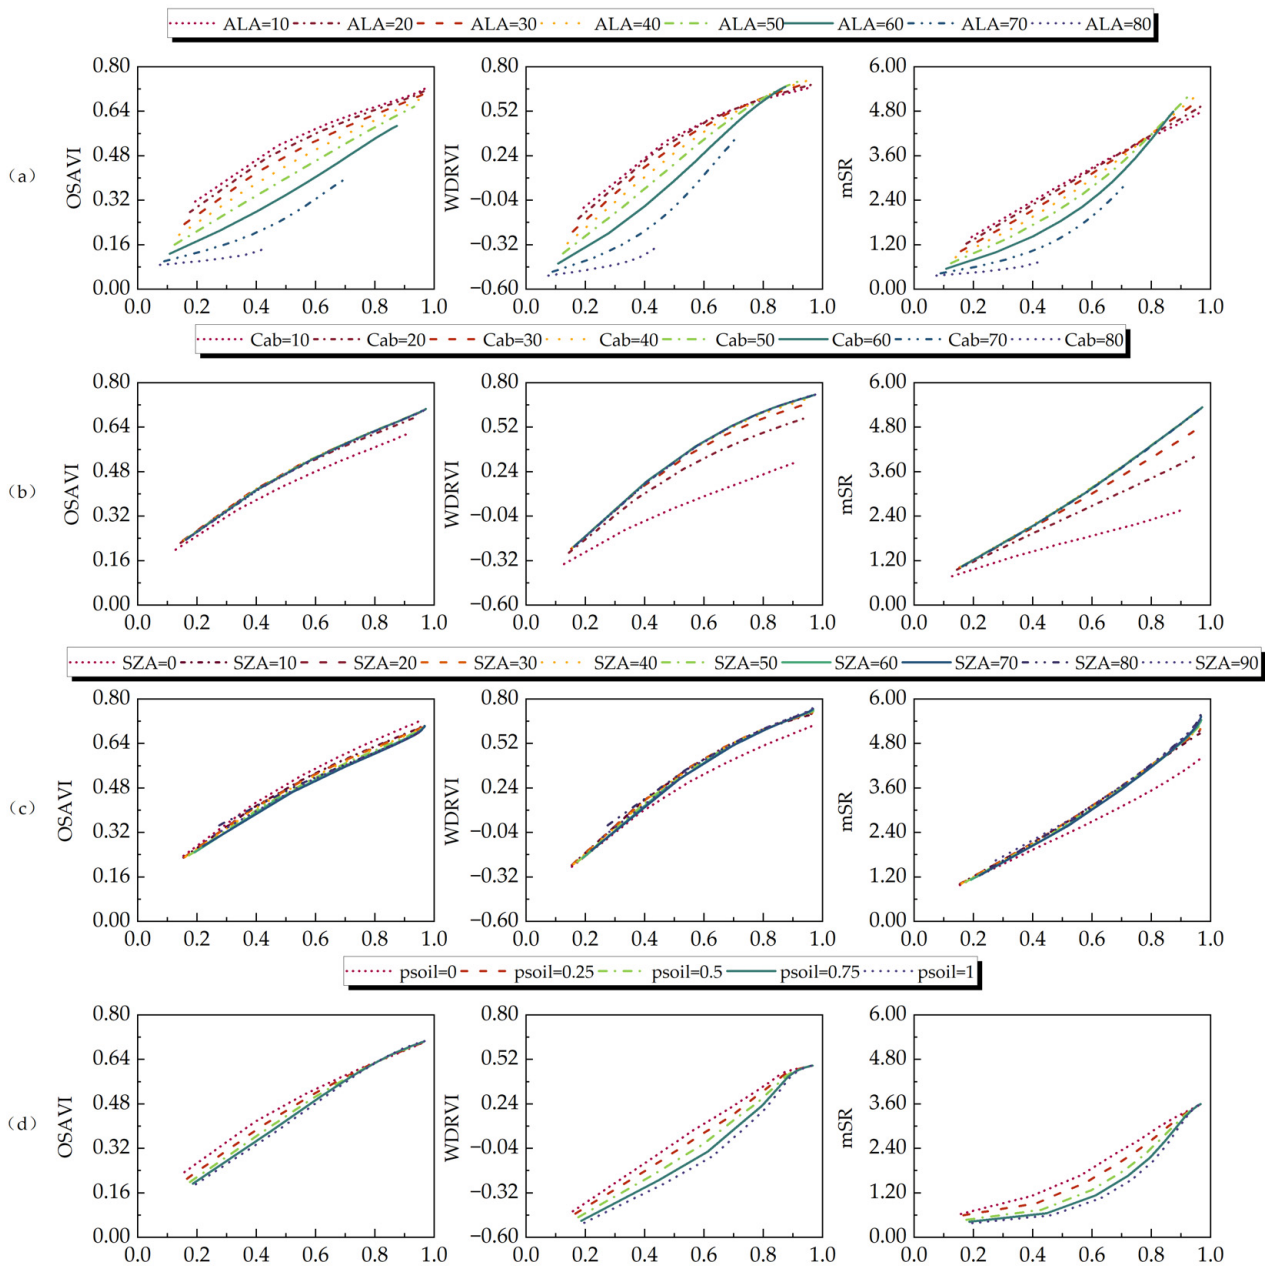 ALA=10 ALA=20 ALA=30 ALA=40 ALA=50 ALA=60 ALA=70 ALA=80
(a)
OSAVI
0.80
0.64
0.48
0.32
0.16
0.00
0.0 0.2 0.4 0.6 0.8 1.0
WDRVI
0.80
0.52
0.24
−0.04
−0.32
−0.60
0.0 0.2 0.4 0.6 0.8 1.0
mSR
6.00
4.80
3.60
2.40
1.20
0.00
0.0 0.2 0.4 0.6 0.8 1.0
Cab=10 Cab=20 Cab=30 Cab=40 Cab=50 Cab=60 Cab=70 Cab=80
(b)
OSAVI
0.80
0.64
0.48
0.32
0.16
0.00
0.0 0.2 0.4 0.6 0.8 1.0
WDRVI
0.80
0.52
0.24
−0.04
−0.32
−0.60
0.0 0.2 0.4 0.6 0.8 1.0
mSR
6.00
4.80
3.60
2.40
1.20
0.00
0.0 0.2 0.4 0.6 0.8 1.0
SZA=0 SZA=10 SZA=20 SZA=30 SZA=40 SZA=50 SZA=60 SZA=70 SZA=80 SZA=90
(c)
OSAVI
0.80
0.64
0.48
0.32
0.16
0.00
0.0 0.2 0.4 0.6 0.8 1.0
WDRVI
0.80
0.52
0.24
−0.04
−0.32
−0.60
0.0 0.2 0.4 0.6 0.8 1.0
mSR
6.00
4.80
3.60
2.40
1.20
0.00
0.0 0.2 0.4 0.6 0.8 1.0
psoil=0 psoil=0.25 psoil=0.5 psoil=0.75 psoil=1
(d)
OSAVI
0.80
0.64
0.48
0.32
0.16
0.00
0.0 0.2 0.4 0.6 0.8 1.0
WDRVI
0.80
0.52
0.24
−0.04
−0.32
−0.60
0.0 0.2 0.4 0.6 0.8 1.0
mSR
6.00
4.80
3.60
2.40
1.20
0.00
0.0 0.2 0.4 0.6 0.8 1.0